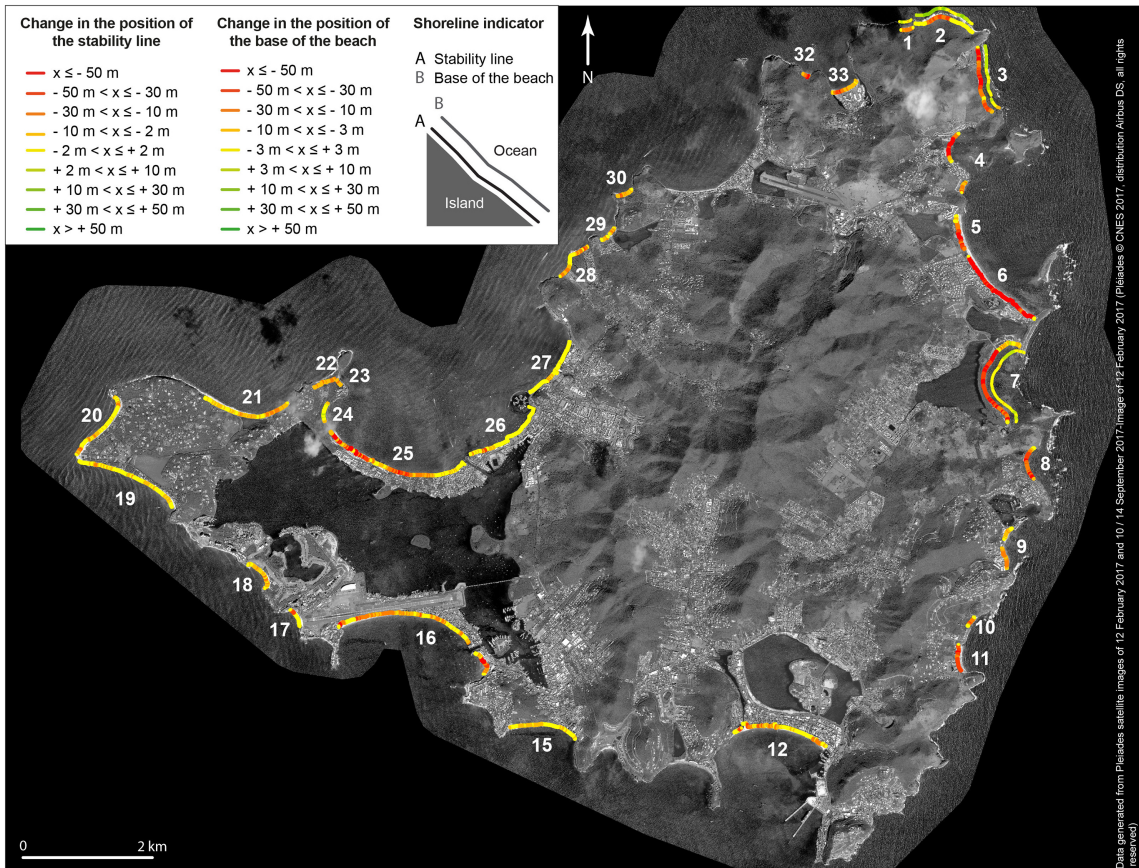 Change in the position of
the stability line
x ≤ - 50 m
- 50 m < x ≤ - 30 m
- 30 m < x ≤ - 10 m
- 10 m < x ≤ - 2 m
- 2 m < x ≤ + 2 m
+ 2 m < x ≤ + 10 m
+ 10 m < x ≤ + 30 m
+ 30 m < x ≤ + 50 m
x > + 50 m
Change in the position of
the base of the beach
x ≤ - 50 m
- 50 m < x ≤ - 30 m
- 30 m < x ≤ - 10 m
- 10 m < x ≤ - 3 m
- 3 m < x ≤ + 3 m
+ 3 m < x ≤ + 10 m
+ 10 m < x ≤ + 30 m
+ 30 m < x ≤ + 50 m
x > + 50 m
Shoreline indicator
A Stability line
B Base of the beach
B
A
Ocean
Island
N
1
2
32
33
3
4
30
29
5
28
6
27
22
23
7
21
24
20
26
25
8
19
9
18
10
17
16
11
15
12
0 2 km
Data generated from Pleiades satellite images of 12 February 2017 and 10 / 14 September 2017-Image of 12 February 2017 (Pléiades © CNES 2017, distribution Airbus DS, all rights
reserved)